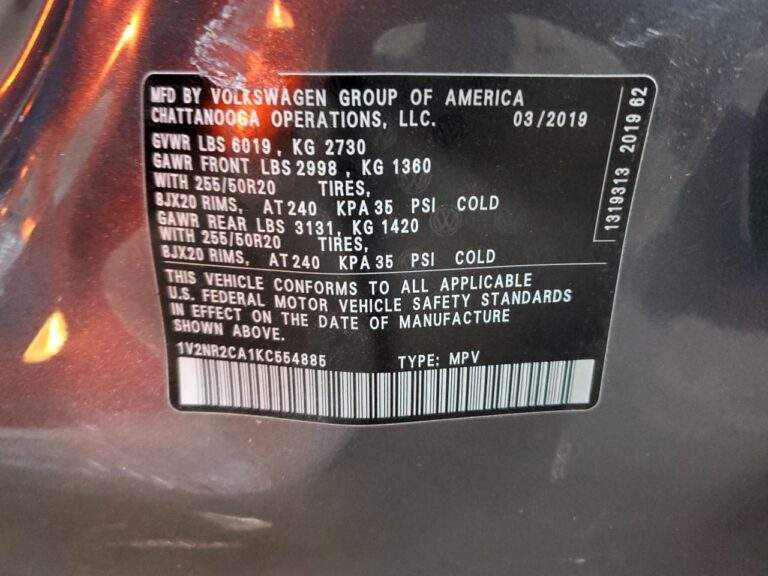 MFD BY VOLKSWAGEN GROUP OF AMERICA
CHATTANOOGA OPERATIONS, LLC. 03/2019
GVWR LBS 6019 , KG 2730
GAWR FRONT LBS 2998 , KG 1360
WITH 255/50R20 TIRES,
8JX20 RIMS, AT 240 KPA 35 PSI COLD
GAWR REAR LBS 3131, KG 1420
WITH 255/50R20 TIRES,
8JX20 RIMS, AT 240 KPA 35 PSI COLD
THIS VEHICLE CONFORMS TO ALL APPLICABLE
U.S. FEDERAL MOTOR VEHICLE SAFETY STANDARDS
IN EFFECT ON THE DATE OF MANUFACTURE
SHOWN ABOVE.
1V2NR2CA1KC554885 TYPE: MPV
1319313 2019 62